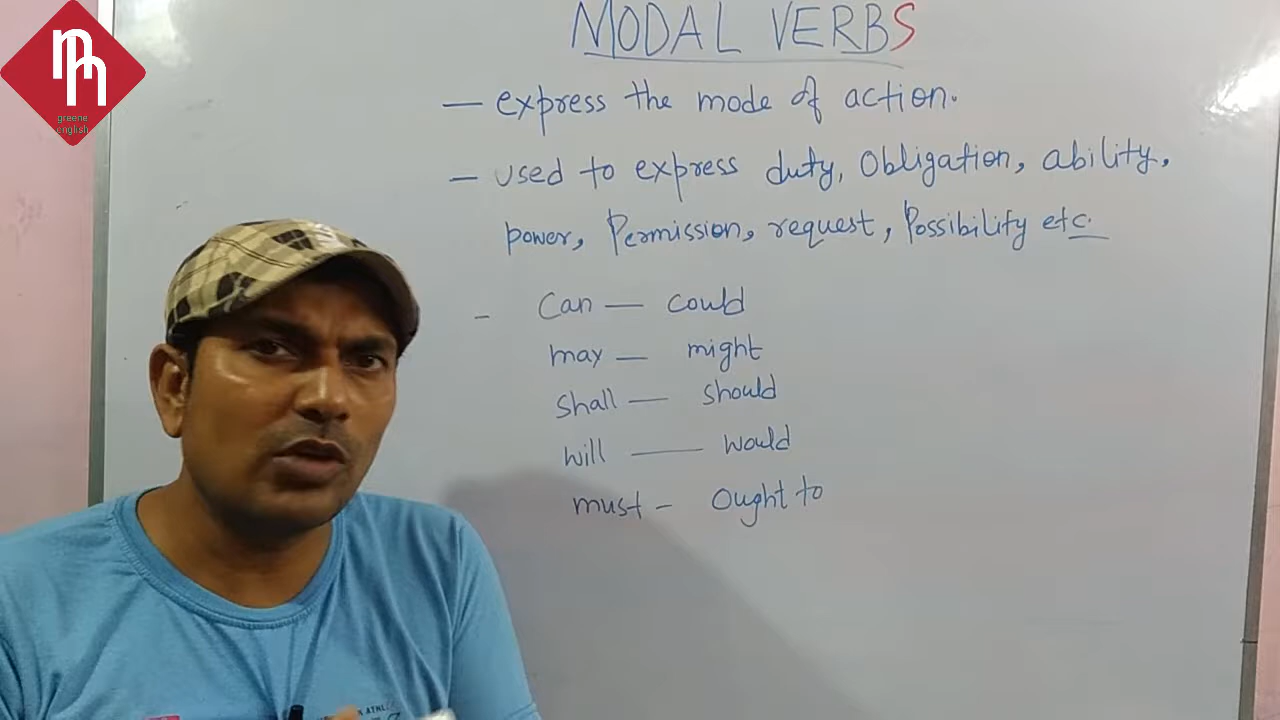 greene
english
MODAL VERBS
— express the mode of action.
— used to express duty, Obligation, ability,
power, Permission, request, Possibility etc.
- Can — could
may — might
shall — should
will — would
must - Ought to